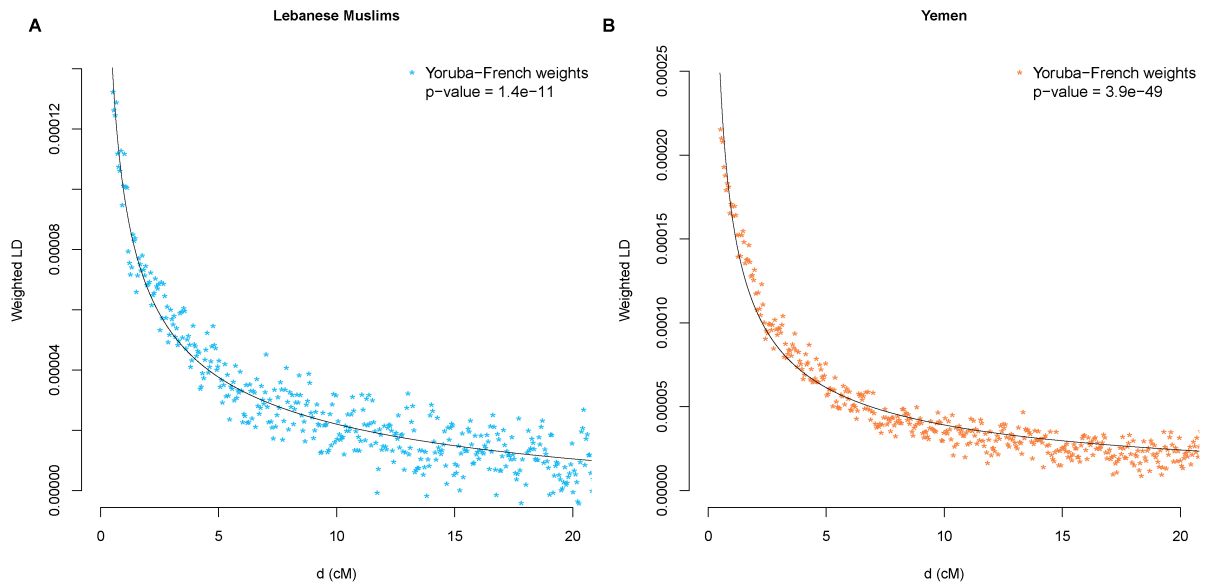 A
Lebanese Muslims
Yoruba−French weights
p−value = 1.4e−11
Weighted LD
0.00012
0.00008
0.00004
0.00000
0 5 10 15 20
d (cM)
B
Yemen
Yoruba−French weights
p−value = 3.9e−49
Weighted LD
0.00025
0.00020
0.00015
0.00010
0.00005
0.00000
0 5 10 15 20
d (cM)